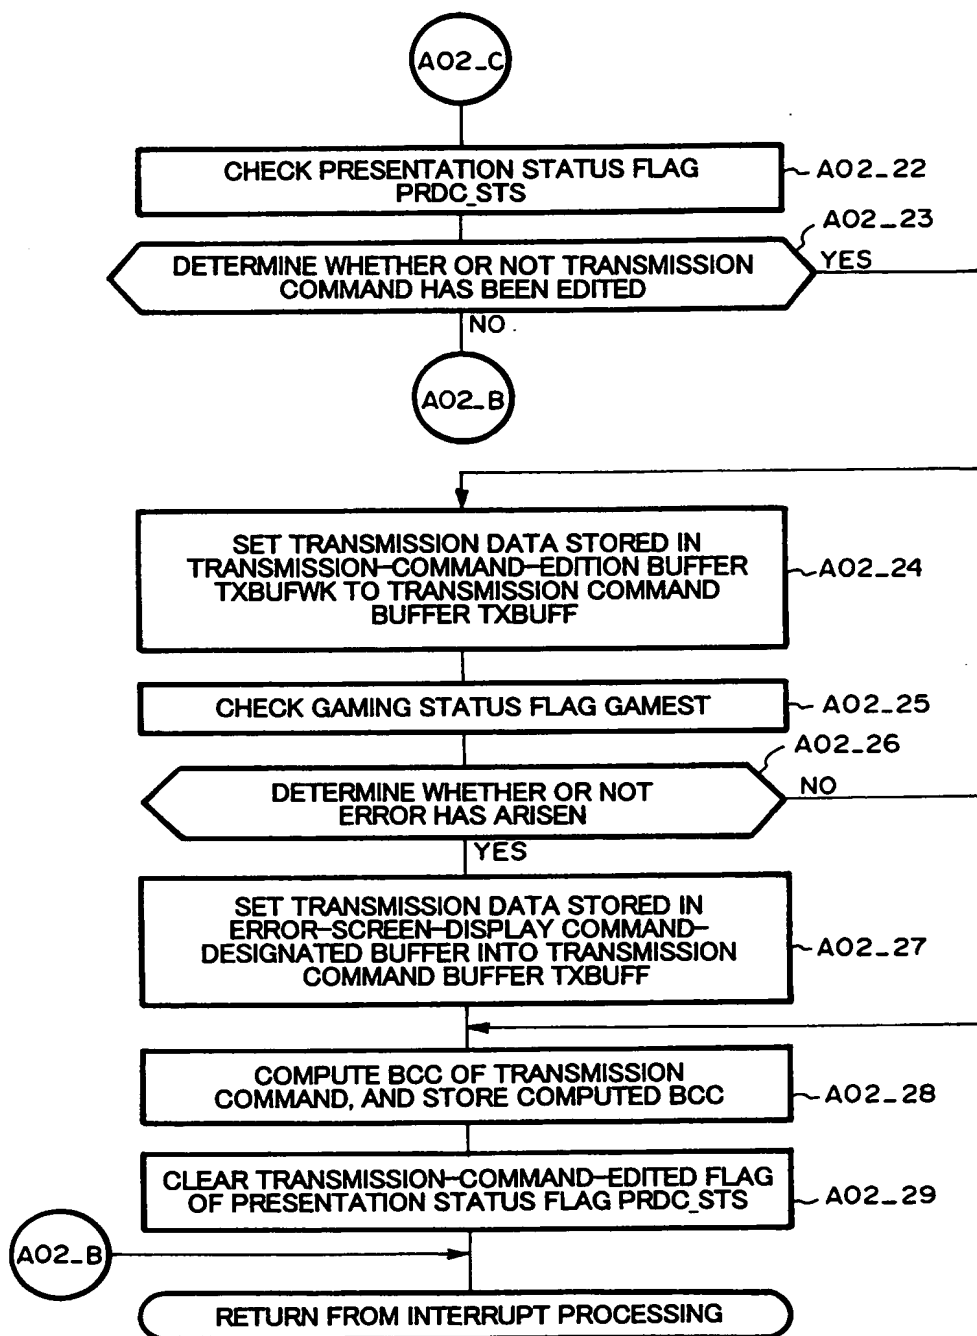 A02_C
CHECK PRESENTATION STATUS FLAG
PRDC_STS
A02_22
A02_23
DETERMINE WHETHER OR NOT TRANSMISSION
COMMAND HAS BEEN EDITED
YES
NO
A02_B
SET TRANSMISSION DATA STORED IN
TRANSMISSION-COMMAND-EDITION BUFFER
TXBUFWK TO TRANSMISSION COMMAND
BUFFER TXBUFF
A02_24
CHECK GAMING STATUS FLAG GAMEST
A02_25
A02_26
DETERMINE WHETHER OR NOT
ERROR HAS ARISEN
NO
YES
SET TRANSMISSION DATA STORED IN
ERROR-SCREEN-DISPLAY COMMAND-
DESIGNATED BUFFER INTO TRANSMISSION
COMMAND BUFFER TXBUFF
A02_27
COMPUTE BCC OF TRANSMISSION
COMMAND, AND STORE COMPUTED BCC
A02_28
CLEAR TRANSMISSION-COMMAND-EDITED FLAG
OF PRESENTATION STATUS FLAG PRDC_STS
A02_29
A02_B
RETURN FROM INTERRUPT PROCESSING